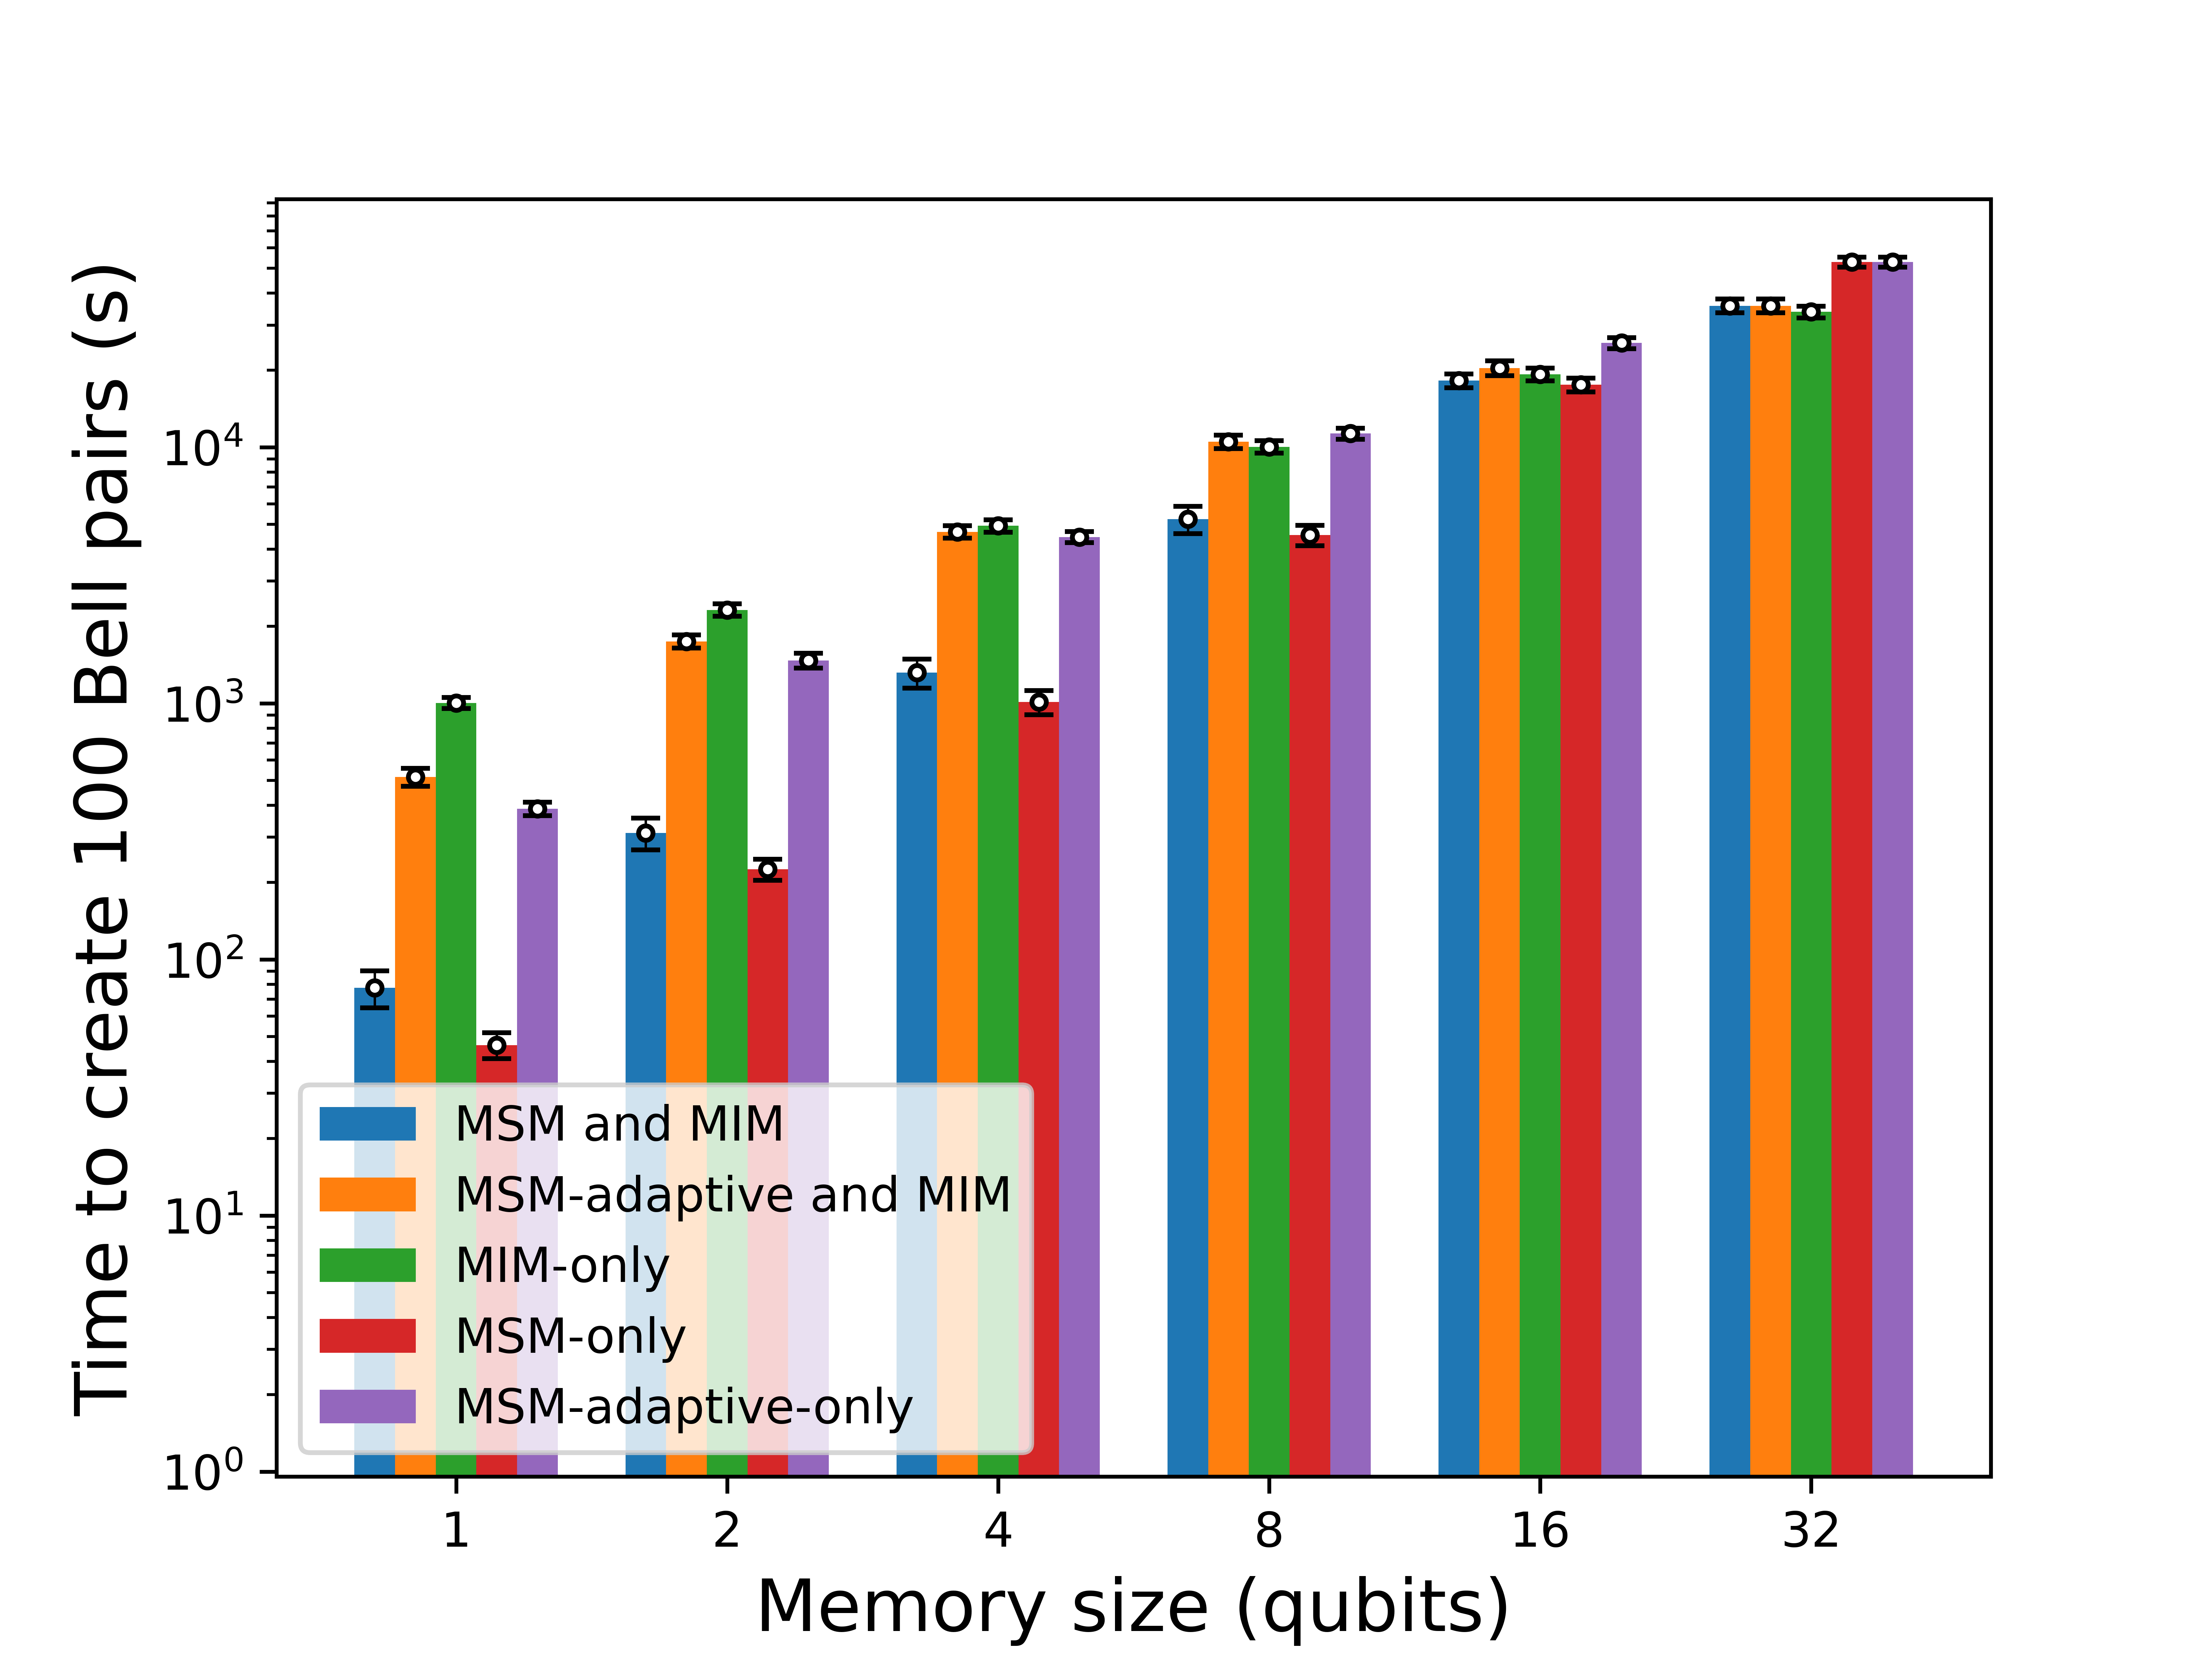 Time to create 100 Bell pairs (s)
10^4
10^3
10^2
10^1
10^0
MSM and MIM
MSM-adaptive and MIM
MIM-only
MSM-only
MSM-adaptive-only
1 2 4 8 16 32
Memory size (qubits)